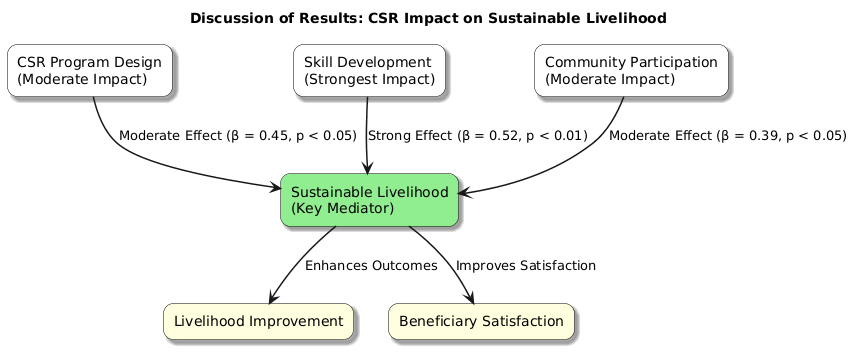 Discussion of Results: CSR Impact on Sustainable Livelihood
CSR Program Design
(Moderate Impact)
Skill Development
(Strongest Impact)
Community Participation
(Moderate Impact)
Moderate Effect (β = 0.45, p < 0.05)
Strong Effect (β = 0.52, p < 0.01)
Moderate Effect (β = 0.39, p < 0.05)
Sustainable Livelihood
(Key Mediator)
Enhances Outcomes
Improves Satisfaction
Livelihood Improvement
Beneficiary Satisfaction